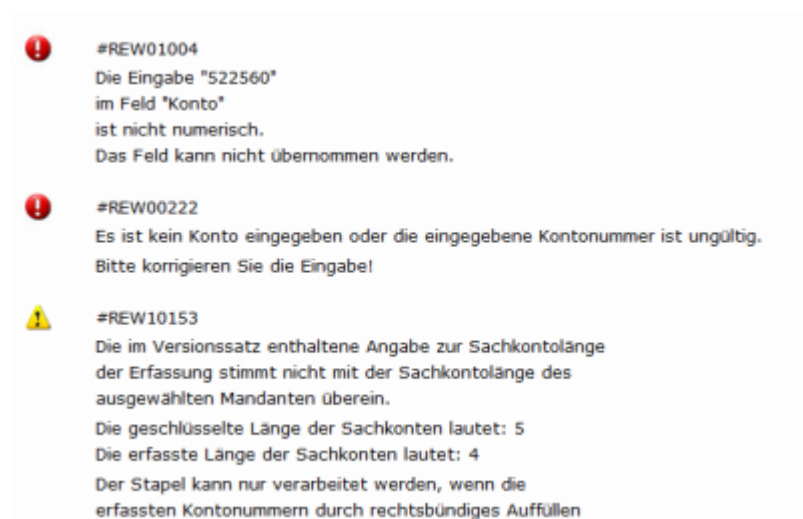 #REW01004
Die Eingabe "522560"
im Feld "Konto"
ist nicht numerisch.
Das Feld kann nicht übernommen werden.
#REW00222
Es ist kein Konto eingegeben oder die eingegebene Kontonummer ist ungültig.
Bitte korrigieren Sie die Eingabe!
#REW10153
Die im Versionssatz enthaltene Angabe zur Sachkontolänge
der Erfassung stimmt nicht mit der Sachkontolänge des
ausgewählten Mandanten überein.
Die geschlüsselte Länge der Sachkonten lautet: 5
Die erfasste Länge der Sachkonten lautet: 4
Der Stapel kann nur verarbeitet werden, wenn die
erfassten Kontonummern durch rechtsbündiges Auffüllen